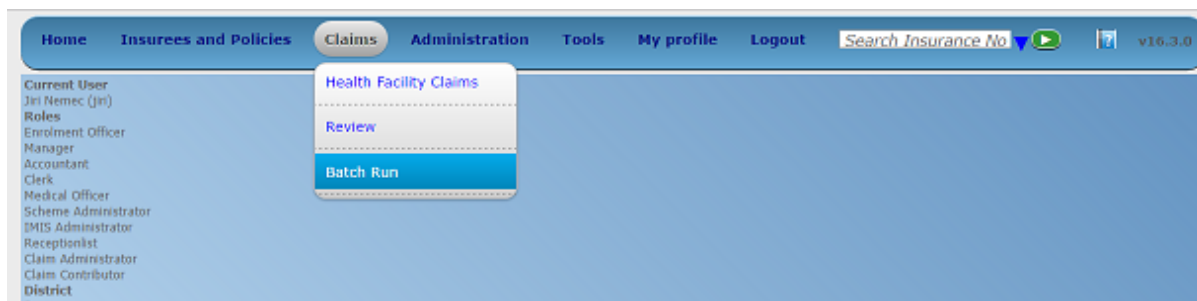 Home Insurees and Policies Claims Administration Tools My profile Logout Search Insurance No ? v16.3.0
Health Facility Claims
Review
Batch Run
Current User
Jiri Nemec (jiri)
Roles
Enrolment Officer
Manager
Accountant
Clerk
Medical Officer
Scheme Administrator
IMIS Administrator
Receptionlist
Claim Administrator
Claim Contributor
District